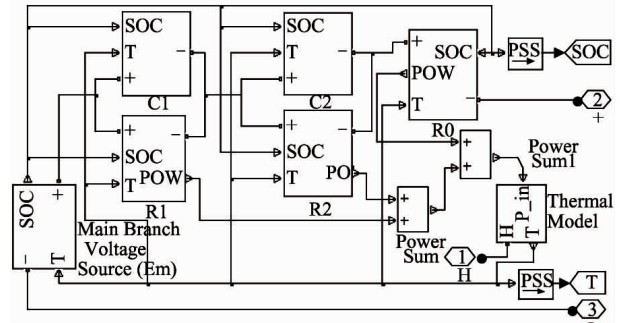 SOC
T
−
+
C1
SOC
T
−
+
C2
+
SOC
POW
−
T
R0
PSS
SOC
2
+
+
−
SOC
T
POW
R1
+
−
SOC
T
PO
R2
+
+
Power
Sum
+
+
Power
Sum1
H
P_in
T
Thermal
Model
SOC
+
−
T
Main Branch
Voltage
Source (Em)
1
H
PSS
T
3